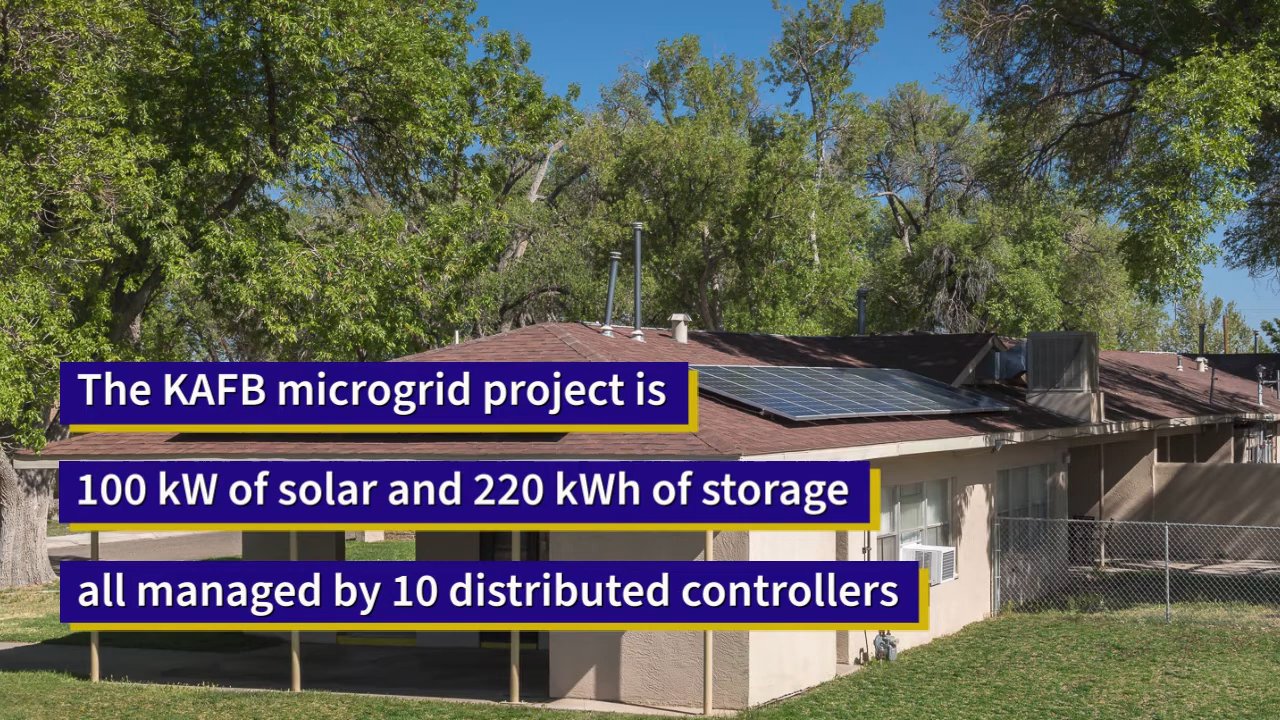 The KAFB microgrid project is
100 kW of solar and 220 kWh of storage
all managed by 10 distributed controllers